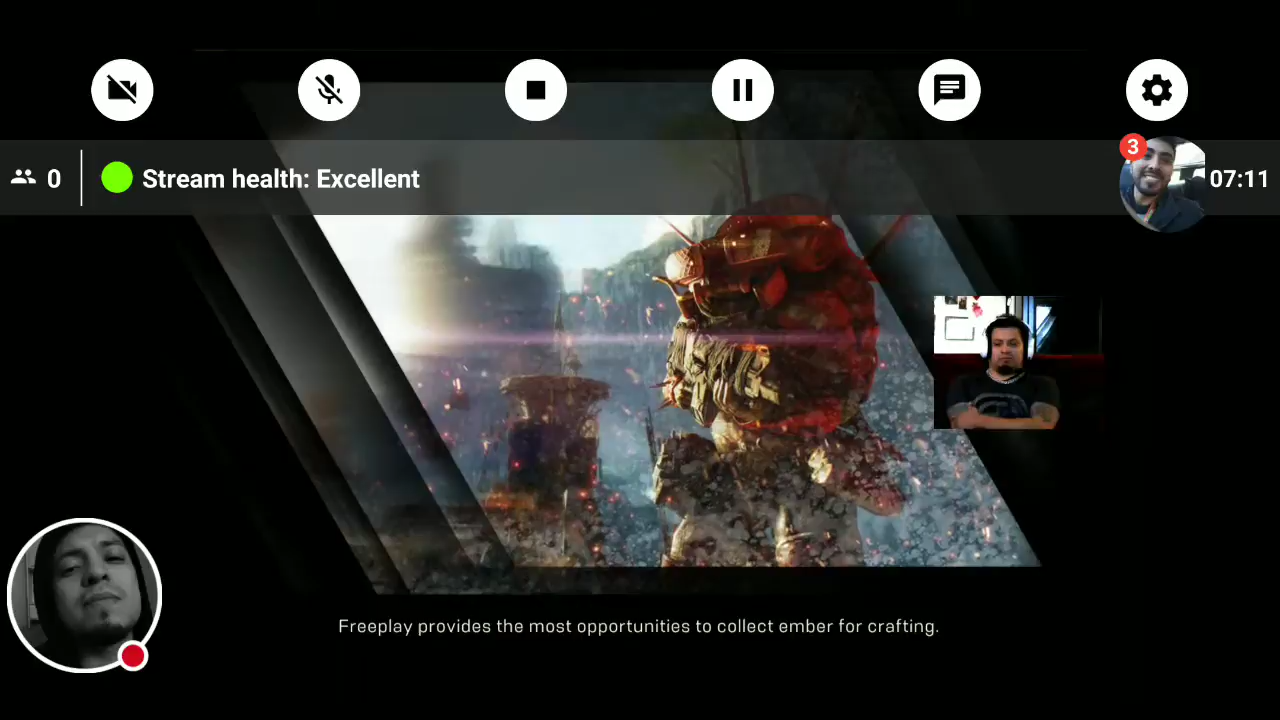 0
Stream health: Excellent
3
07:11
Freeplay provides the most opportunities to collect ember for crafting.